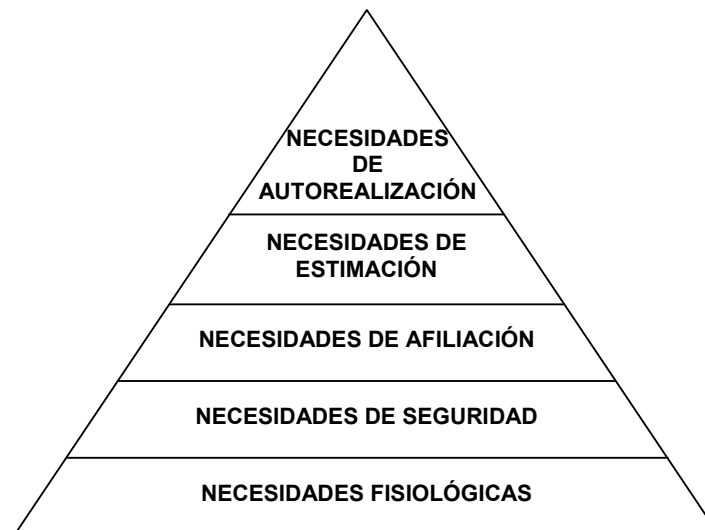 NECESIDADES
DE
AUTOREALIZACIÓN
NECESIDADES DE
ESTIMACIÓN
NECESIDADES DE AFILIACIÓN
NECESIDADES DE SEGURIDAD
NECESIDADES FISIOLÓGICAS